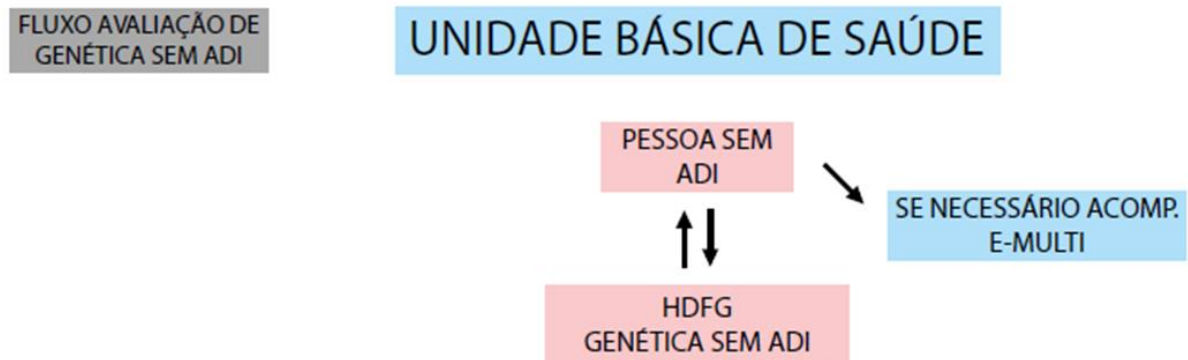 FLUXO AVALIAÇÃO DE
GENÉTICA SEM ADI
UNIDADE BÁSICA DE SAÚDE
PESSOA SEM
ADI
SE NECESSÁRIO ACOMP.
E-MULTI
HDFG
GENÉTICA SEM ADI